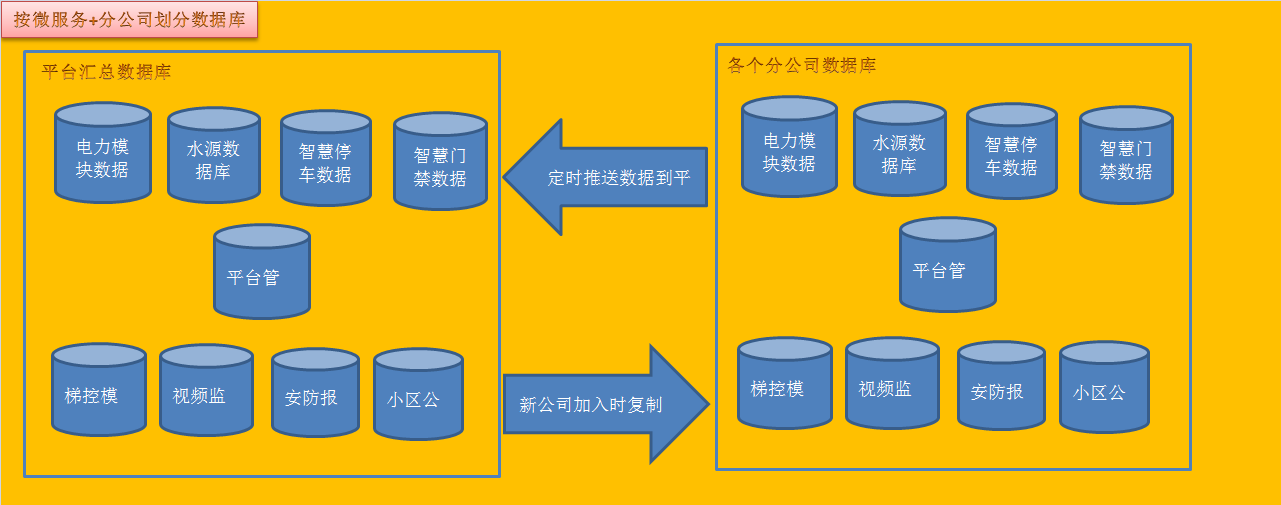 按微服务+分公司划分数据库
平台汇总数据库
电力模
块数据
水源数
据库
智慧停
车数据
智慧门
禁数据
平台管
梯控模
视频监
安防报
小区公
定时推送数据到平
新公司加入时复制
各个分公司数据库
电力模
块数据
水源数
据库
智慧停
车数据
智慧门
禁数据
平台管
梯控模
视频监
安防报
小区公